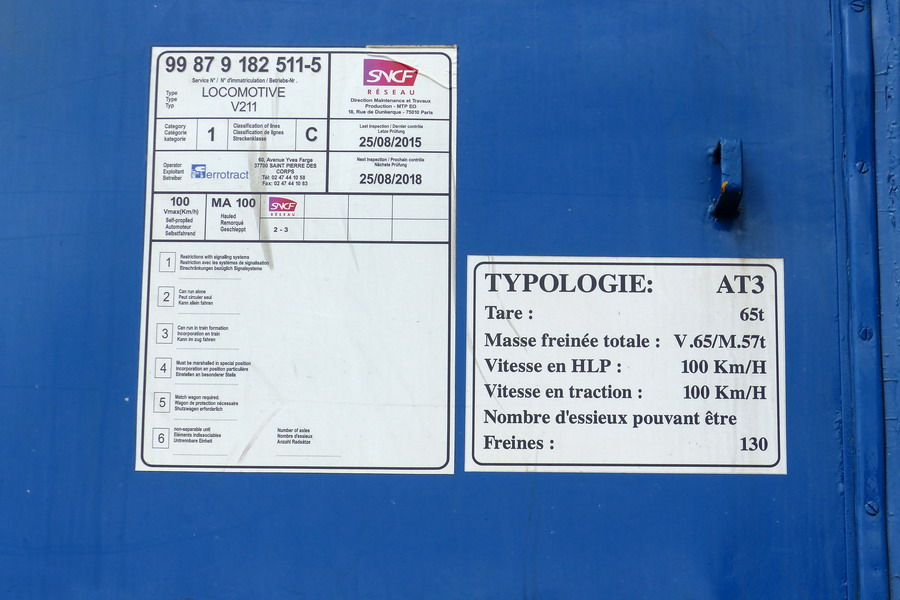 99 87 9 182 511-5
Service N° / N° d'immatriculation / Betriebs-Nr.
Type
Type
Typ
LOCOMOTIVE
V211
SNCF
RÉSEAU
Direction Maintenance et Travaux
Production - MTP EO
18, Rue de Dunkerque - 75010 Paris
Category
Catégorie
kategorie
1
Classification of lines
Classification de lignes
Streckenklasse
C
Last inspection / Dernier contrôle
Letze Prüfung
25/08/2015
Operator
Exploitant
Betreiber
Ferrotract
60, Avenue Yves Farge
37700 SAINT PIERRE DES
CORPS
Tél: 02 47 44 10 58
Fax: 02 47 44 10 83
Next Inspection / Prochain contrôle
Nächste Prüfung
25/08/2018
100
Vmax(Km/h)
Self-proplled
Automoteur
Selbstfahrend
MA 100
Hauled
Remorqué
Geschleppt
SNCF
RÉSEAU
2 - 3
1
Restrictions with signalling systems
Restriction avec les systèmes de signalisation
Einschränkungen bezüglich Signalsysteme
2
Can run alone
Peut circuler seul
Kann allein fahren
3
Can run in train formation
Incorporation en train
Kann im zug fahren
4
Must be marshalled in special position
Incorporation en position particulière
Einstellen an besonderer Stelle
5
Match wagon required.
Wagon de protection nécessaire
Shutzwagen erforderlich
6
non-separable unit
Eléments indissociables
Untrennbare Einheit
Number of axles
Nombre d'essieux
Anzahl Radsätze
TYPOLOGIE: AT3
Tare : 65t
Masse freinée totale : V.65/M.57t
Vitesse en HLP : 100 Km/H
Vitesse en traction : 100 Km/H
Nombre d'essieux pouvant être
Freines : 130